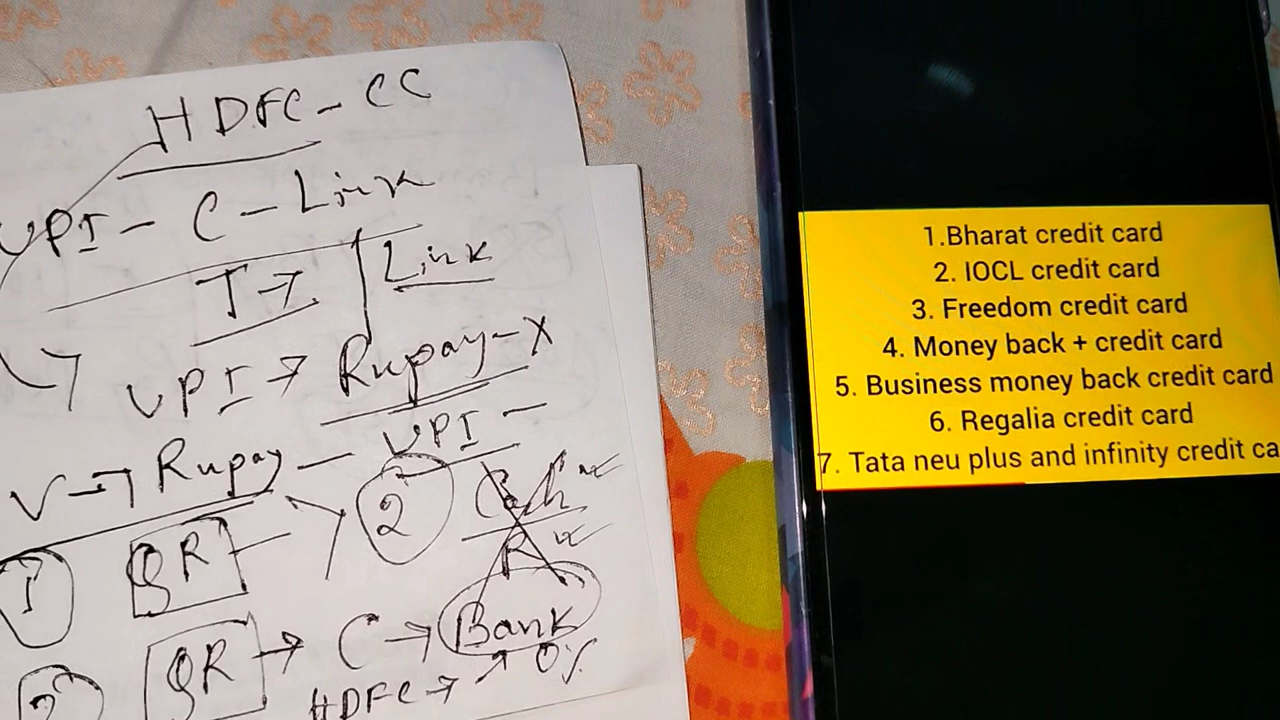 HDFC - CC
UPI - C - Link
I → Link
UPI → Rupay - X
V → Rupay - UPI -
1 QR 2
R
2 QR → C → Bank
HDFC → 0%
1.Bharat credit card
2. IOCL credit card
3. Freedom credit card
4. Money back + credit card
5. Business money back credit card
6. Regalia credit card
7. Tata neu plus and infinity credit ca